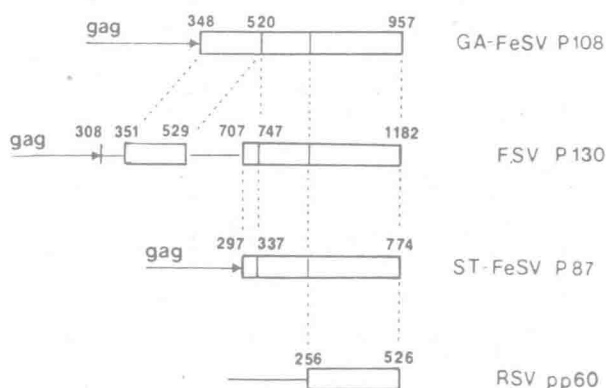 348 520 957
gag GA-FeSV P108
308 351 529 707 747 1182
gag FSV P130
297 337 774
gag ST-FeSV P87
256 526
RSV pp60